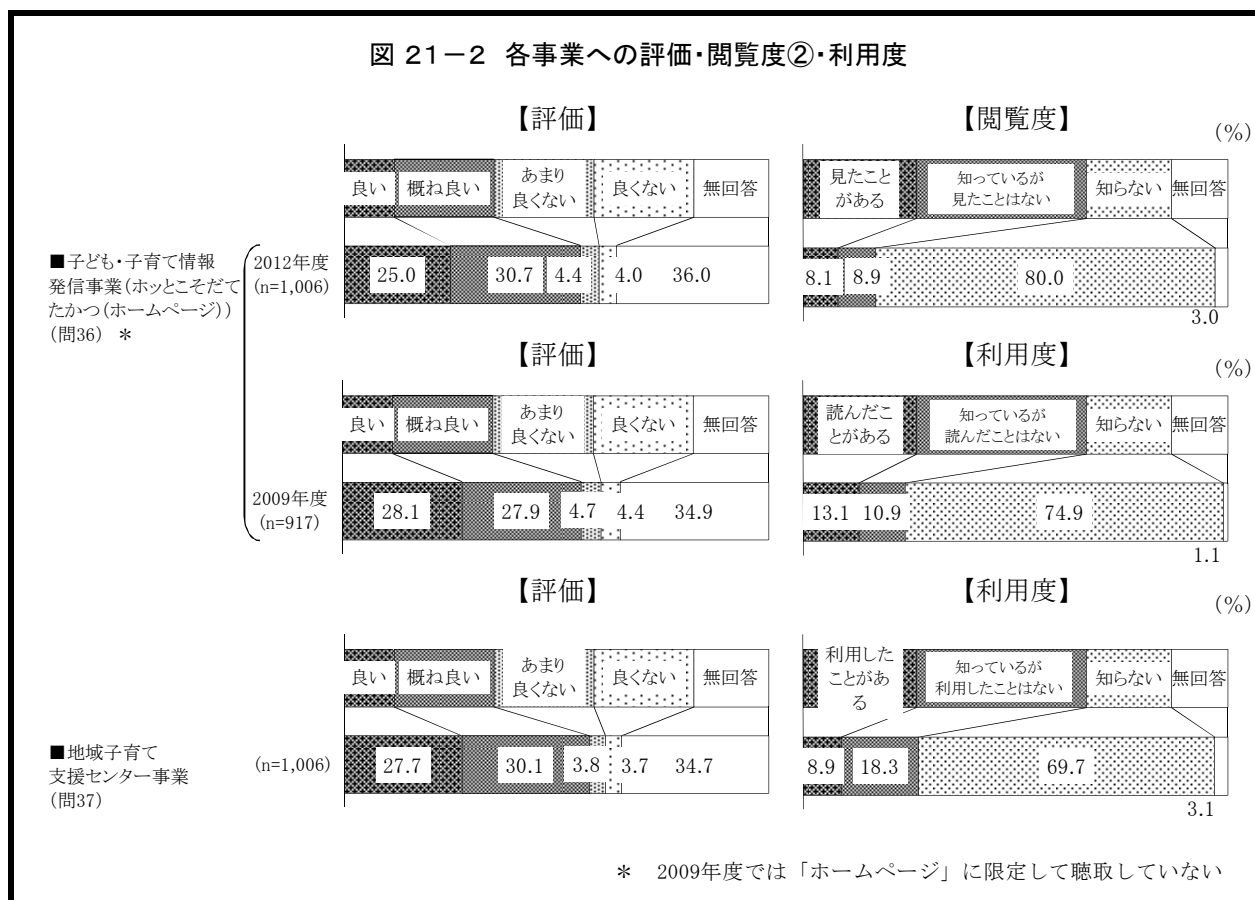 図 21－2 各事業への評価・閲覧度②・利用度
【評価】
【閲覧度】
(%)
良い
概ね良い
あまり
良くない
良くない
無回答
見たこと
がある
知っているが
見たことはない
知らない
無回答
■子ども・子育て情報
発信事業(ホッとこそだて
たかつ(ホームページ))
(問36) ＊
2012年度
(n=1,006)
25.0
30.7
4.4
4.0
36.0
8.1
8.9
80.0
3.0
【評価】
【利用度】
(%)
良い
概ね良い
あまり
良くない
良くない
無回答
読んだこ
とがある
知っているが
読んだことはない
知らない
無回答
2009年度
(n=917)
28.1
27.9
4.7
4.4
34.9
13.1
10.9
74.9
1.1
【評価】
【利用度】
(%)
良い
概ね良い
あまり
良くない
良くない
無回答
利用した
ことがあ
る
知っているが
利用したことはない
知らない
無回答
■地域子育て
支援センター事業
(問37)
(n=1,006)
27.7
30.1
3.8
3.7
34.7
8.9
18.3
69.7
3.1
＊ 2009年度では「ホームページ」に限定して聴取していない